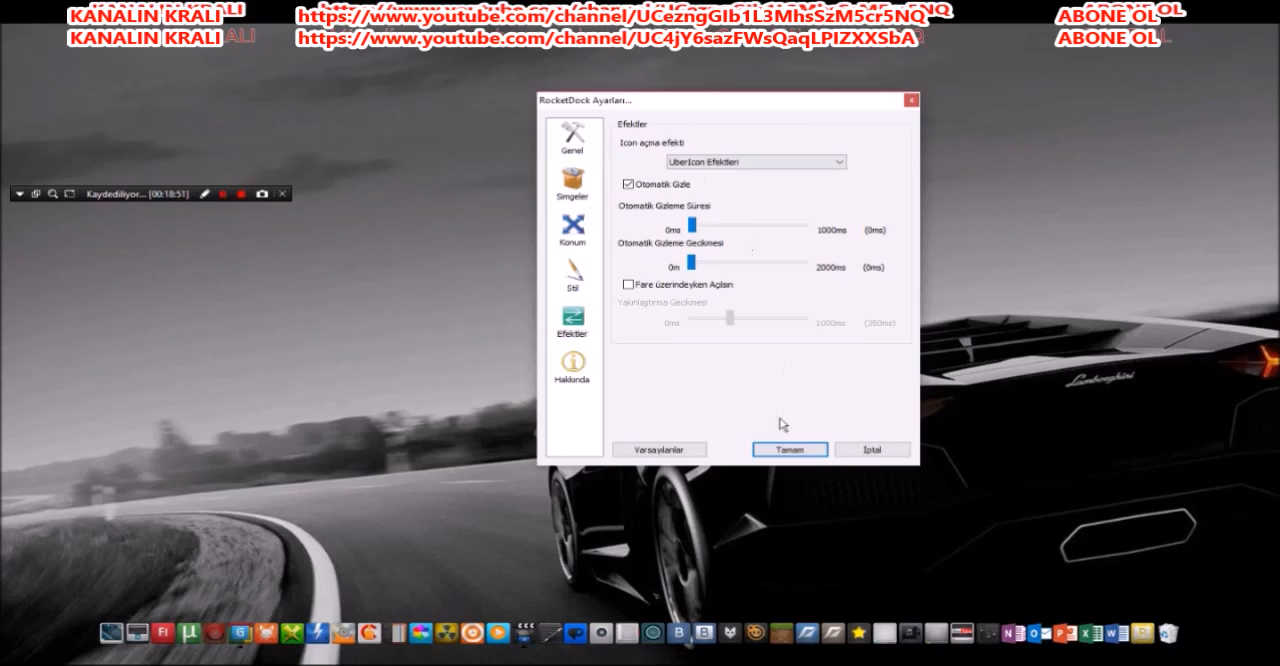 KANALIN KRALI https://www.youtube.com/channel/UCezngGIb1L3MhsSzM5cr5NQ ABONE OL
KANALIN KRALI https://www.youtube.com/channel/UC4jY6sazFWsQaqLPIZXXSbA ABONE OL
RocketDock Ayarları...
Genel
Simgeler
Konum
Stil
Efektler
Hakkında
Efektler
Icon açma efekti
UberIcon Efektleri
Otomatik Gizle
Otomatik Gizleme Süresi
0ms 1000ms (0ms)
Otomatik Gizleme Gecikmesi
0m 2000ms (0ms)
Fare üzerindeyken Açılsın
Yakınlaştırma Gecikmesi
0ms 1000ms (350ms)
Varsayılanlar Tamam İptal
Kaydediliyor... [00:18:51]
Lamborghini